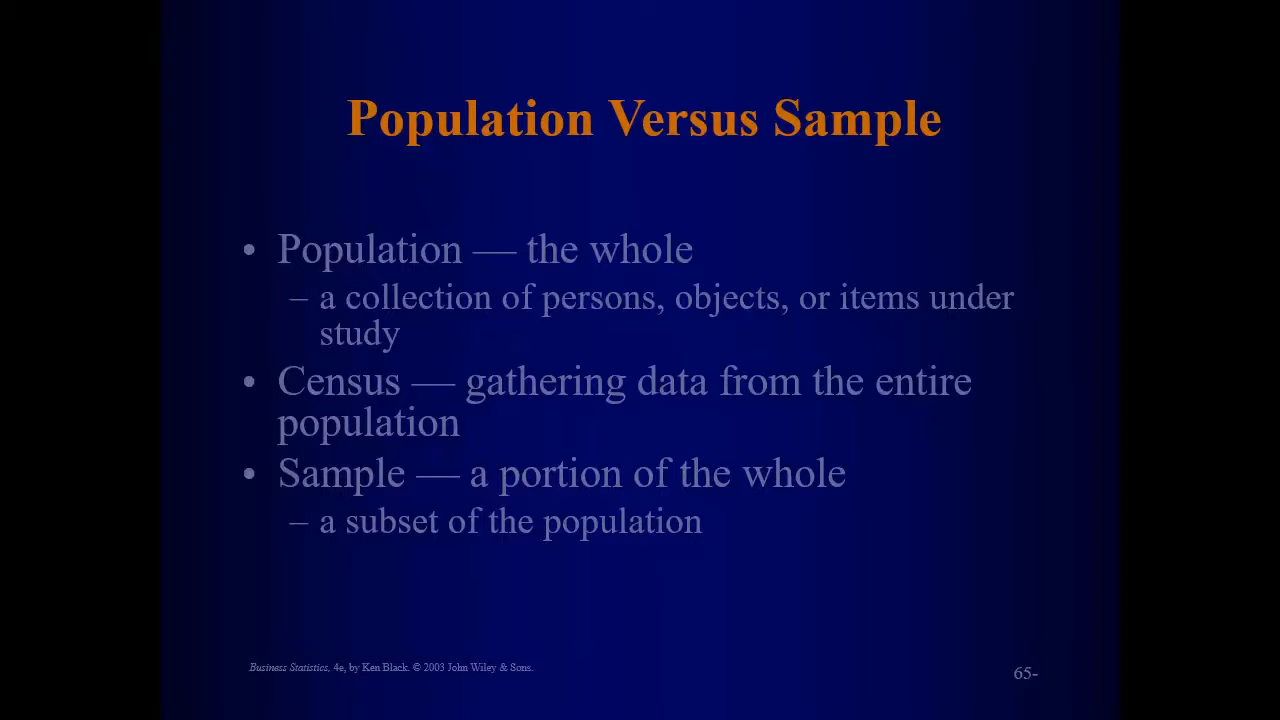 Population Versus Sample
• Population — the whole
– a collection of persons, objects, or items under
study
• Census — gathering data from the entire
population
• Sample — a portion of the whole
– a subset of the population
Business Statistics, 4e, by Ken Black. © 2003 John Wiley & Sons.
65-